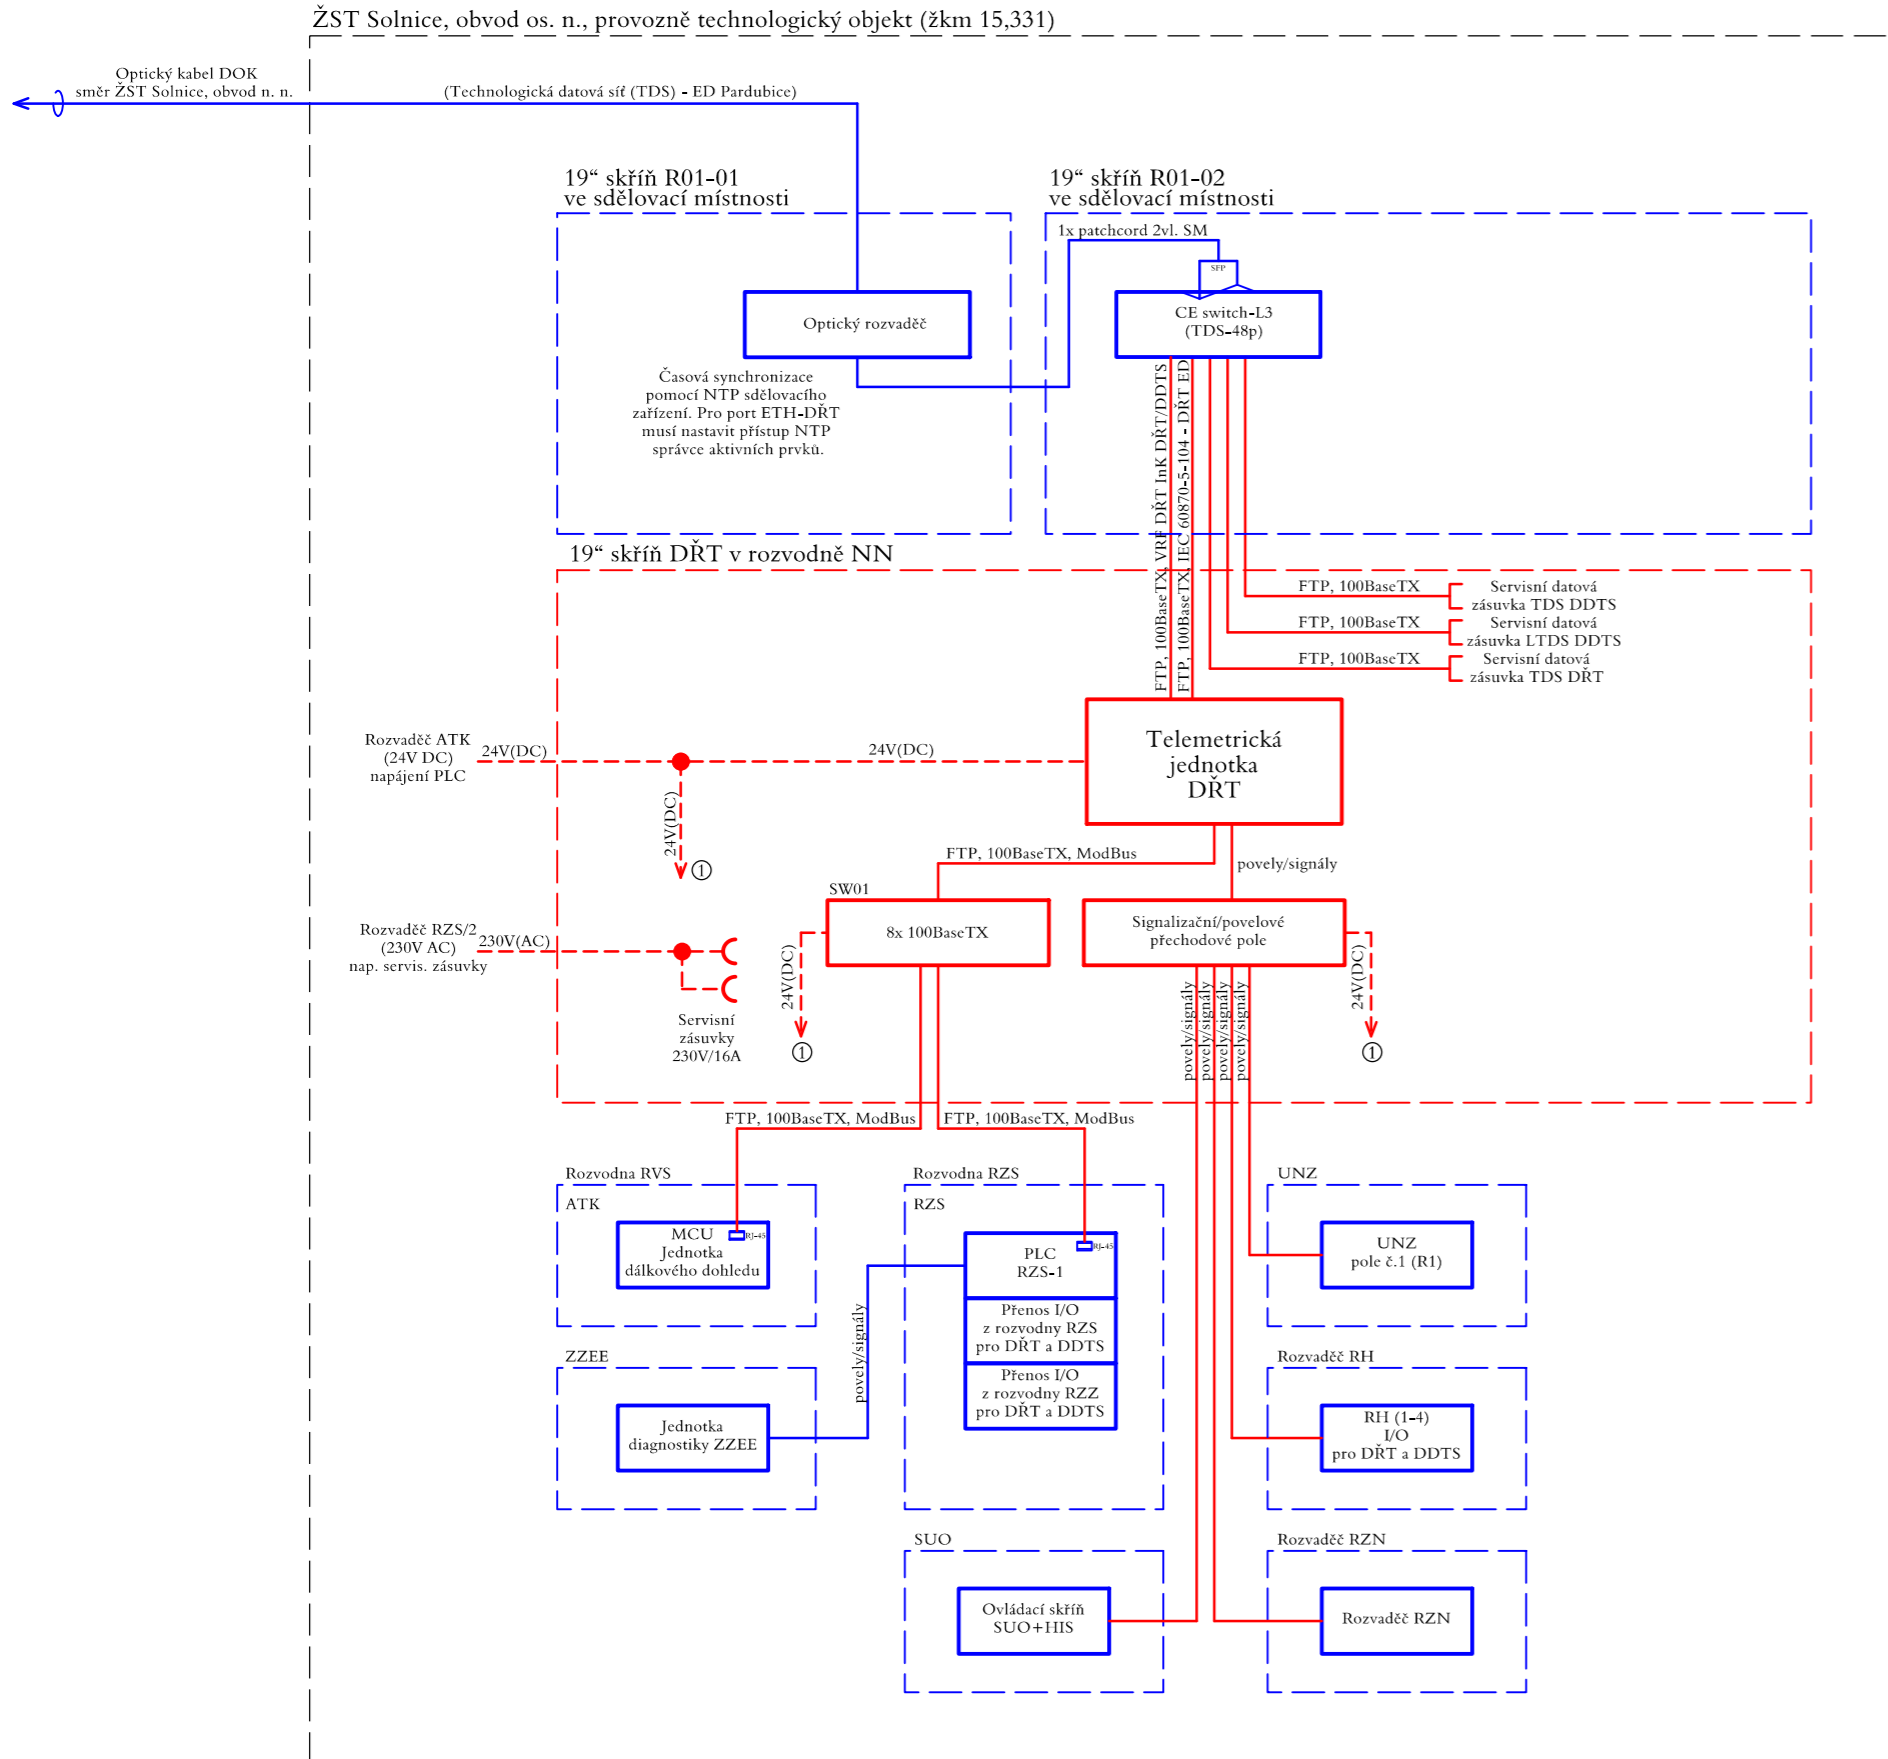 ŽST Solnice, obvod os. n., provozně technologický objekt (žkm 15,331)
Optický kabel DOK
směr ŽST Solnice, obvod n. n.
(Technologická datová síť (TDS) - ED Pardubice)
19“ skříň R01-01
ve sdělovací místnosti
19“ skříň R01-02
ve sdělovací místnosti
1x patchcord 2vl. SM
SFP
Optický rozvaděč
CE switch-L3
(TDS-48p)
Časová synchronizace
pomocí NTP sdělovacího
zařízení. Pro port ETH-DŘT
musí nastavit přístup NTP
správce aktivních prvků.
FTP, 100BaseTX, VRF DŘT InK DŘT/DDTS
FTP, 100BaseTX, IEC 60870-5-104 - DŘT ED
19“ skříň DŘT v rozvodně NN
FTP, 100BaseTX
Servisní datová
zásuvka TDS DDTS
FTP, 100BaseTX
Servisní datová
zásuvka LTDS DDTS
FTP, 100BaseTX
Servisní datová
zásuvka TDS DŘT
Rozvaděč ATK
(24V DC)
napájení PLC
24V(DC)
24V(DC)
24V(DC)
①
Telemetrická
jednotka
DŘT
FTP, 100BaseTX, ModBus
povely/signály
SW01
8x 100BaseTX
Signalizační/povelové
přechodové pole
Rozvaděč RZS/2
(230V AC)
nap. servis. zásuvky
230V(AC)
Servisní
zásuvky
230V/16A
24V(DC)
①
povely/signály
povely/signály
povely/signály
povely/signály
24V(DC)
①
FTP, 100BaseTX, ModBus
FTP, 100BaseTX, ModBus
Rozvodna RVS
ATK
MCU
RJ-45
Jednotka
dálkového dohledu
Rozvodna RZS
RZS
PLC
RJ-45
RZS-1
Přenos I/O
z rozvodny RZS
pro DŘT a DDTS
Přenos I/O
z rozvodny RZZ
pro DŘT a DDTS
UNZ
UNZ
pole č.1 (R1)
povely/signály
ZZEE
Jednotka
diagnostiky ZZEE
Rozvaděč RH
RH (1-4)
I/O
pro DŘT a DDTS
SUO
Ovládací skříň
SUO+HIS
Rozvaděč RZN
Rozvaděč RZN